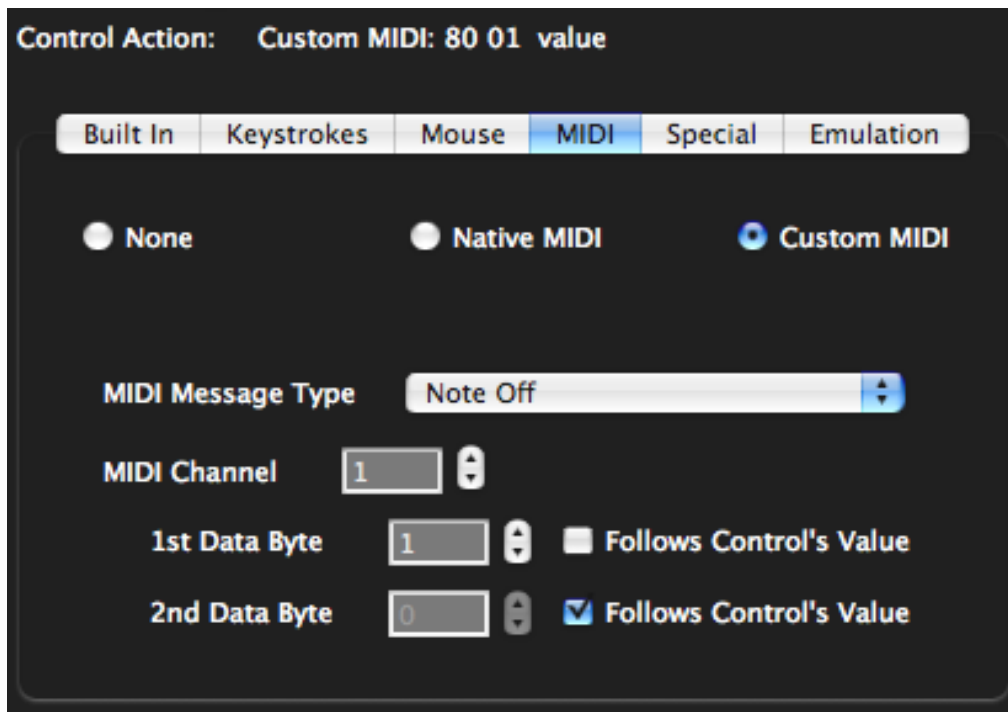 Control Action: Custom MIDI: 80 01 value
Built In Keystrokes Mouse MIDI Special Emulation
None Native MIDI Custom MIDI
MIDI Message Type Note Off
MIDI Channel 1
1st Data Byte 1 Follows Control's Value
2nd Data Byte 0 Follows Control's Value